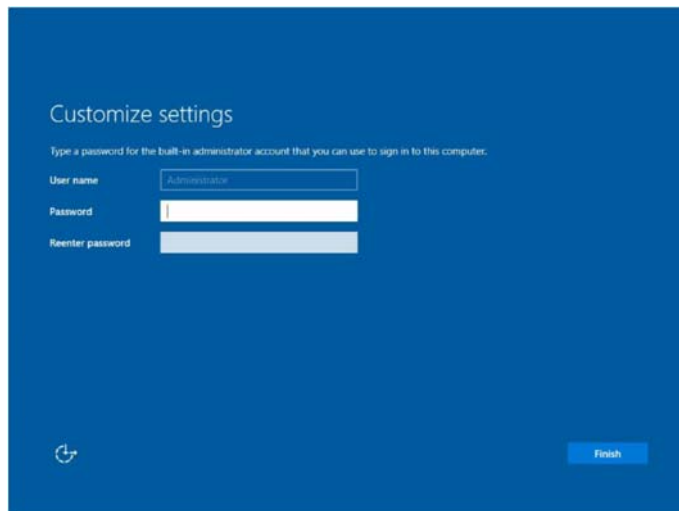 Customize settings
Type a password for the built-in administrator account that you can use to sign in to this computer.
User name
Administrator
Password
Reenter password
Finish